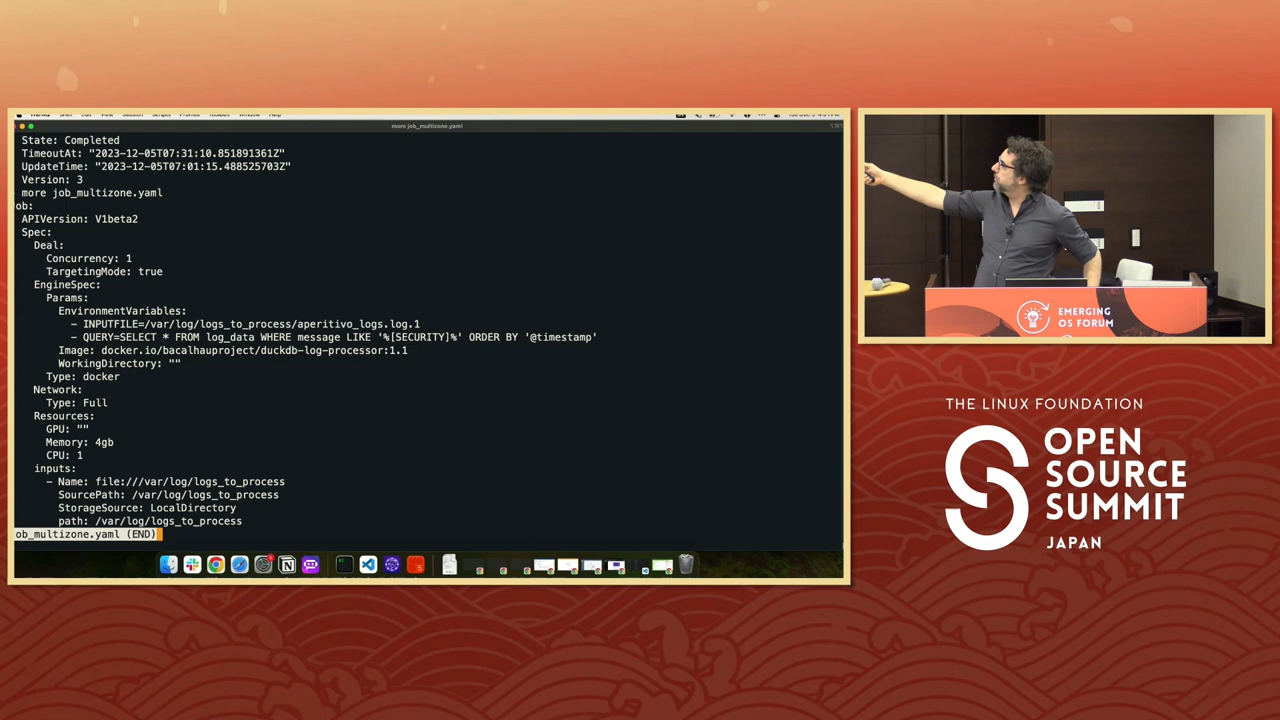 more job_multizone.yaml
State: Completed
TimeoutAt: "2023-12-05T07:31:10.851891361Z"
UpdateTime: "2023-12-05T07:01:15.488525703Z"
Version: 3
more job_multizone.yaml
ob:
APIVersion: V1beta2
Spec:
Deal:
Concurrency: 1
TargetingMode: true
EngineSpec:
Params:
EnvironmentVariables:
- INPUTFILE=/var/log/logs_to_process/aperitivo_logs.log.1
- QUERY=SELECT * FROM log_data WHERE message LIKE '%[SECURITY]%' ORDER BY '@timestamp'
Image: docker.io/bacalhauproject/duckdb-log-processor:1.1
WorkingDirectory: ""
Type: docker
Network:
Type: Full
Resources:
GPU: ""
Memory: 4gb
CPU: 1
inputs:
- Name: file:///var/log/logs_to_process
SourcePath: /var/log/logs_to_process
StorageSource: LocalDirectory
path: /var/log/logs_to_process
ob_multizone.yaml (END)
EMERGING
OS FORUM
THE LINUX FOUNDATION
OPEN
SOURCE
SUMMIT
JAPAN